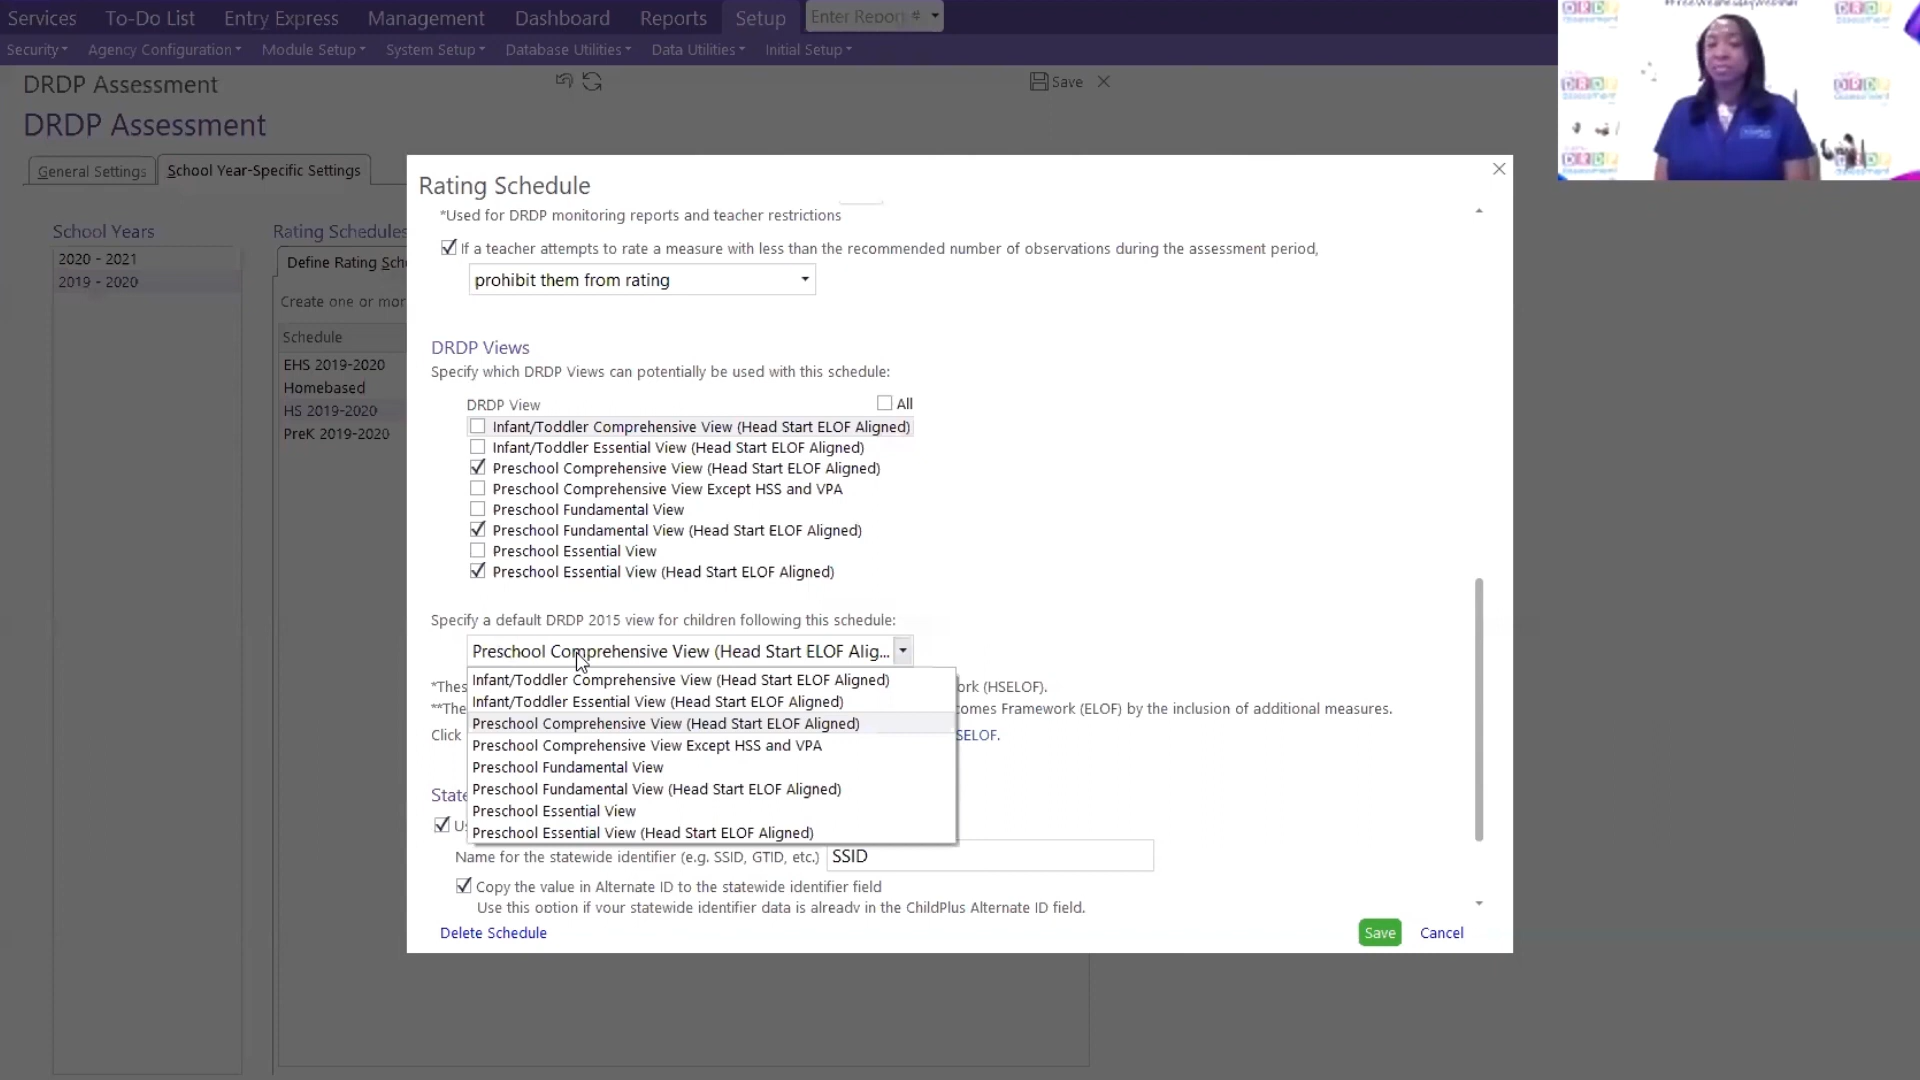 Services To-Do List Entry Express Management Dashboard Reports Setup Enter Report #
Security Agency Configuration Module Setup System Setup Database Utilities Data Utilities Initial Setup
DRDP Assessment
Save
DRDP Assessment
General Settings School Year-Specific Settings
School Years
2020 - 2021
2019 - 2020
Rating Schedules
Define Rating Sch
Create one or mor
Schedule
EHS 2019-2020
Homebased
HS 2019-2020
PreK 2019-2020
Rating Schedule
*Used for DRDP monitoring reports and teacher restrictions
If a teacher attempts to rate a measure with less than the recommended number of observations during the assessment period,
prohibit them from rating
DRDP Views
Specify which DRDP Views can potentially be used with this schedule:
DRDP View All
Infant/Toddler Comprehensive View (Head Start ELOF Aligned)
Infant/Toddler Essential View (Head Start ELOF Aligned)
Preschool Comprehensive View (Head Start ELOF Aligned)
Preschool Comprehensive View Except HSS and VPA
Preschool Fundamental View
Preschool Fundamental View (Head Start ELOF Aligned)
Preschool Essential View
Preschool Essential View (Head Start ELOF Aligned)
Specify a default DRDP 2015 view for children following this schedule:
Preschool Comprehensive View (Head Start ELOF Alig...
Infant/Toddler Comprehensive View (Head Start ELOF Aligned)
Infant/Toddler Essential View (Head Start ELOF Aligned)
Preschool Comprehensive View (Head Start ELOF Aligned)
Preschool Comprehensive View Except HSS and VPA
Preschool Fundamental View
Preschool Fundamental View (Head Start ELOF Aligned)
Preschool Essential View
Preschool Essential View (Head Start ELOF Aligned)
*Thes ork (HSELOF).
**The comes Framework (ELOF) by the inclusion of additional measures.
Click SELOF.
State
Us
Name for the statewide identifier (e.g. SSID, GTID, etc.) SSID
Copy the value in Alternate ID to the statewide identifier field
Use this option if your statewide identifier data is already in the ChildPlus Alternate ID field.
Delete Schedule Save Cancel
DRDP